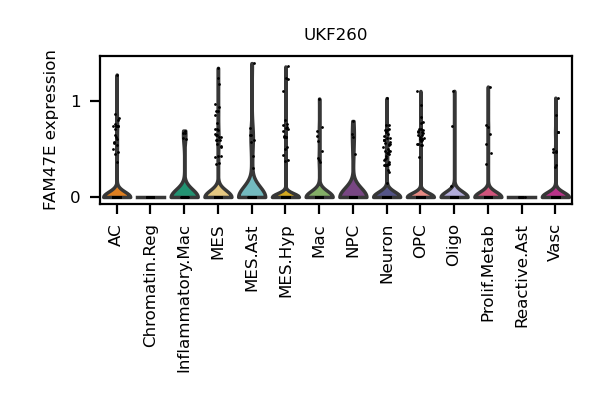 UKF260
FAM47E expression
1
0
AC
Chromatin.Reg
Inflammatory.Mac
MES
MES.Ast
MES.Hyp
Mac
NPC
Neuron
OPC
Oligo
Prolif.Metab
Reactive.Ast
Vasc